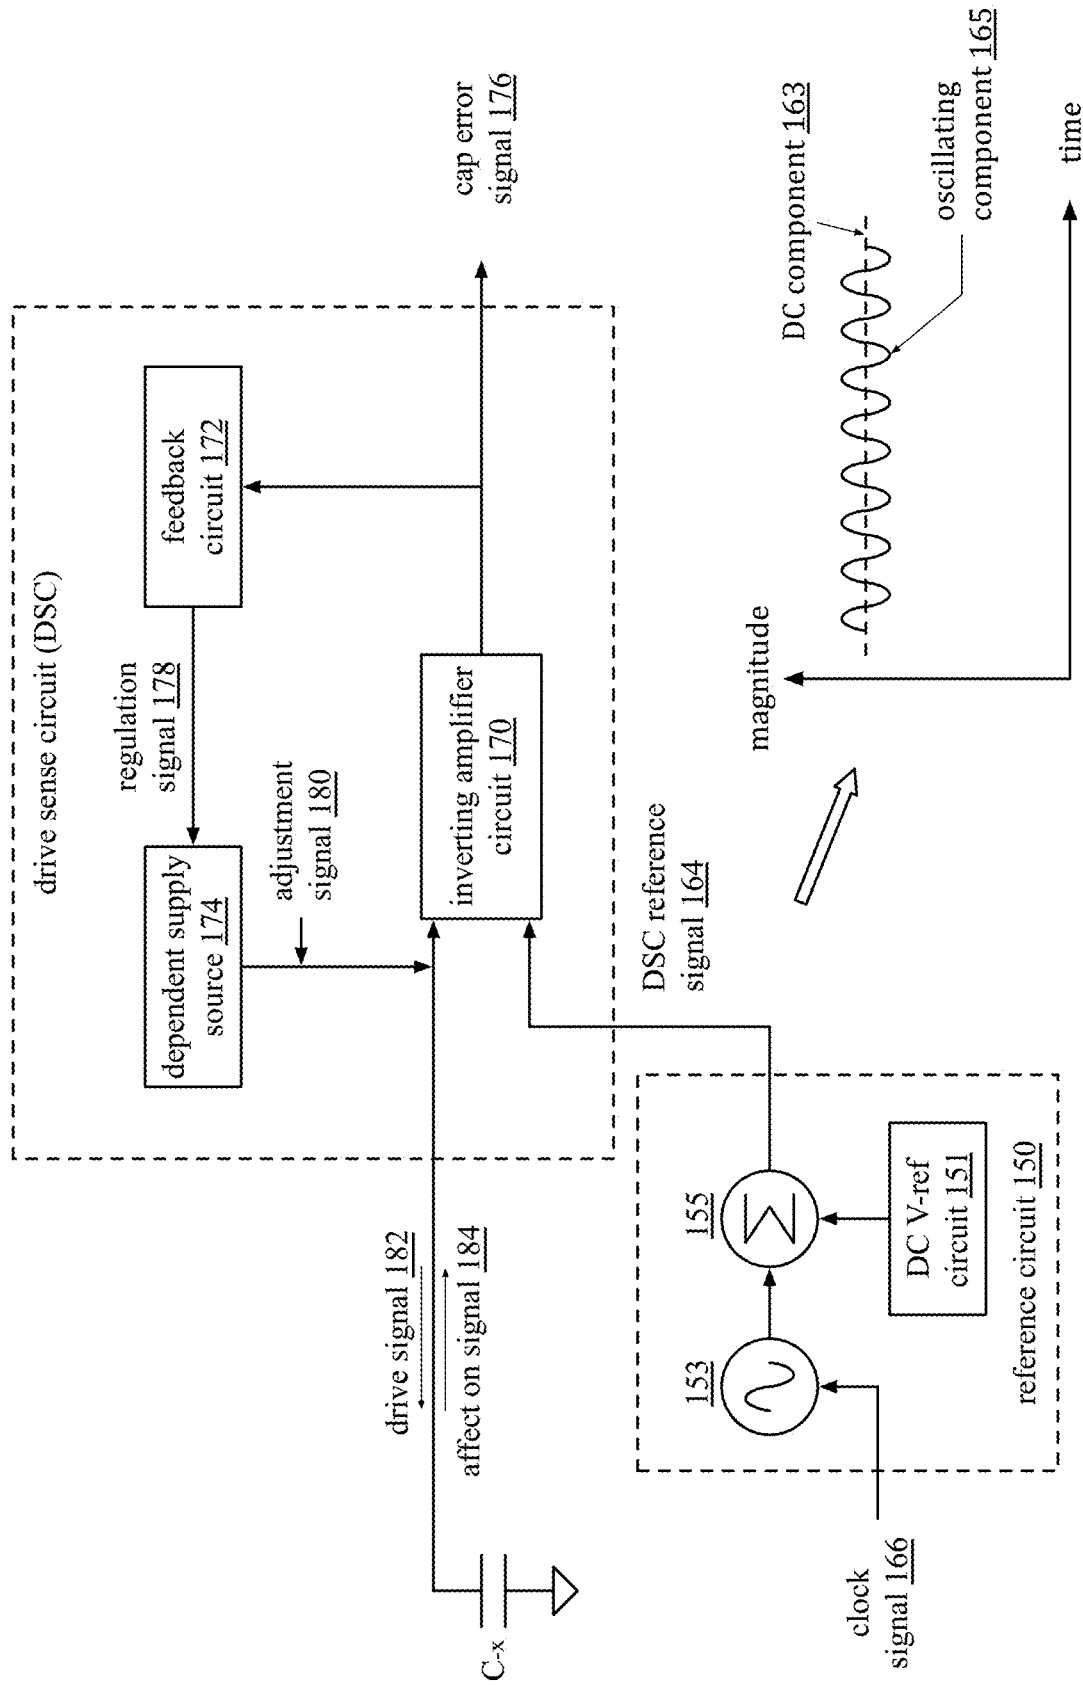 drive sense circuit (DSC)
dependent supply
source 174
regulation
signal 178
feedback
circuit 172
adjustment
signal 180
inverting amplifier
circuit 170
cap error
signal 176
drive signal 182
affect on signal 184
C-x
DSC reference
signal 164
clock
signal 166
153
155
Σ
DC V-ref
circuit 151
reference circuit 150
magnitude
DC component 163
oscillating
component 165
time